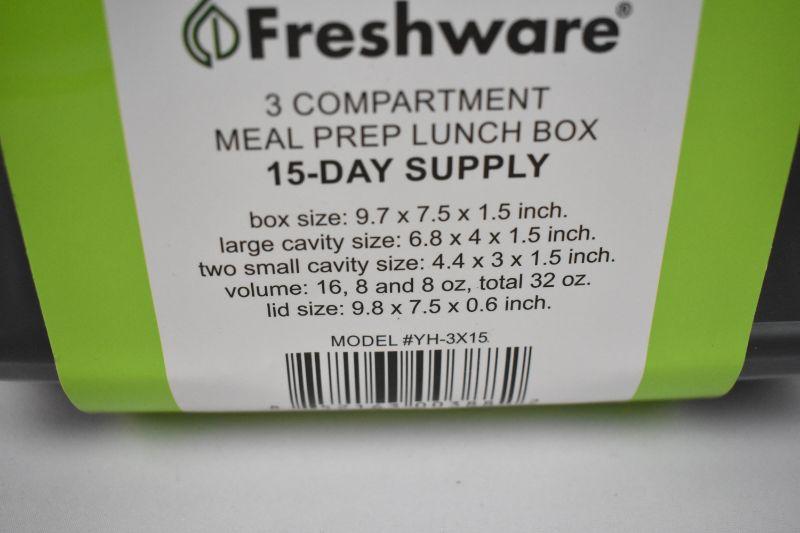 Freshware®
3 COMPARTMENT
MEAL PREP LUNCH BOX
15-DAY SUPPLY
box size: 9.7 x 7.5 x 1.5 inch.
large cavity size: 6.8 x 4 x 1.5 inch.
two small cavity size: 4.4 x 3 x 1.5 inch.
volume: 16, 8 and 8 oz, total 32 oz.
lid size: 9.8 x 7.5 x 0.6 inch.
MODEL #YH-3X15